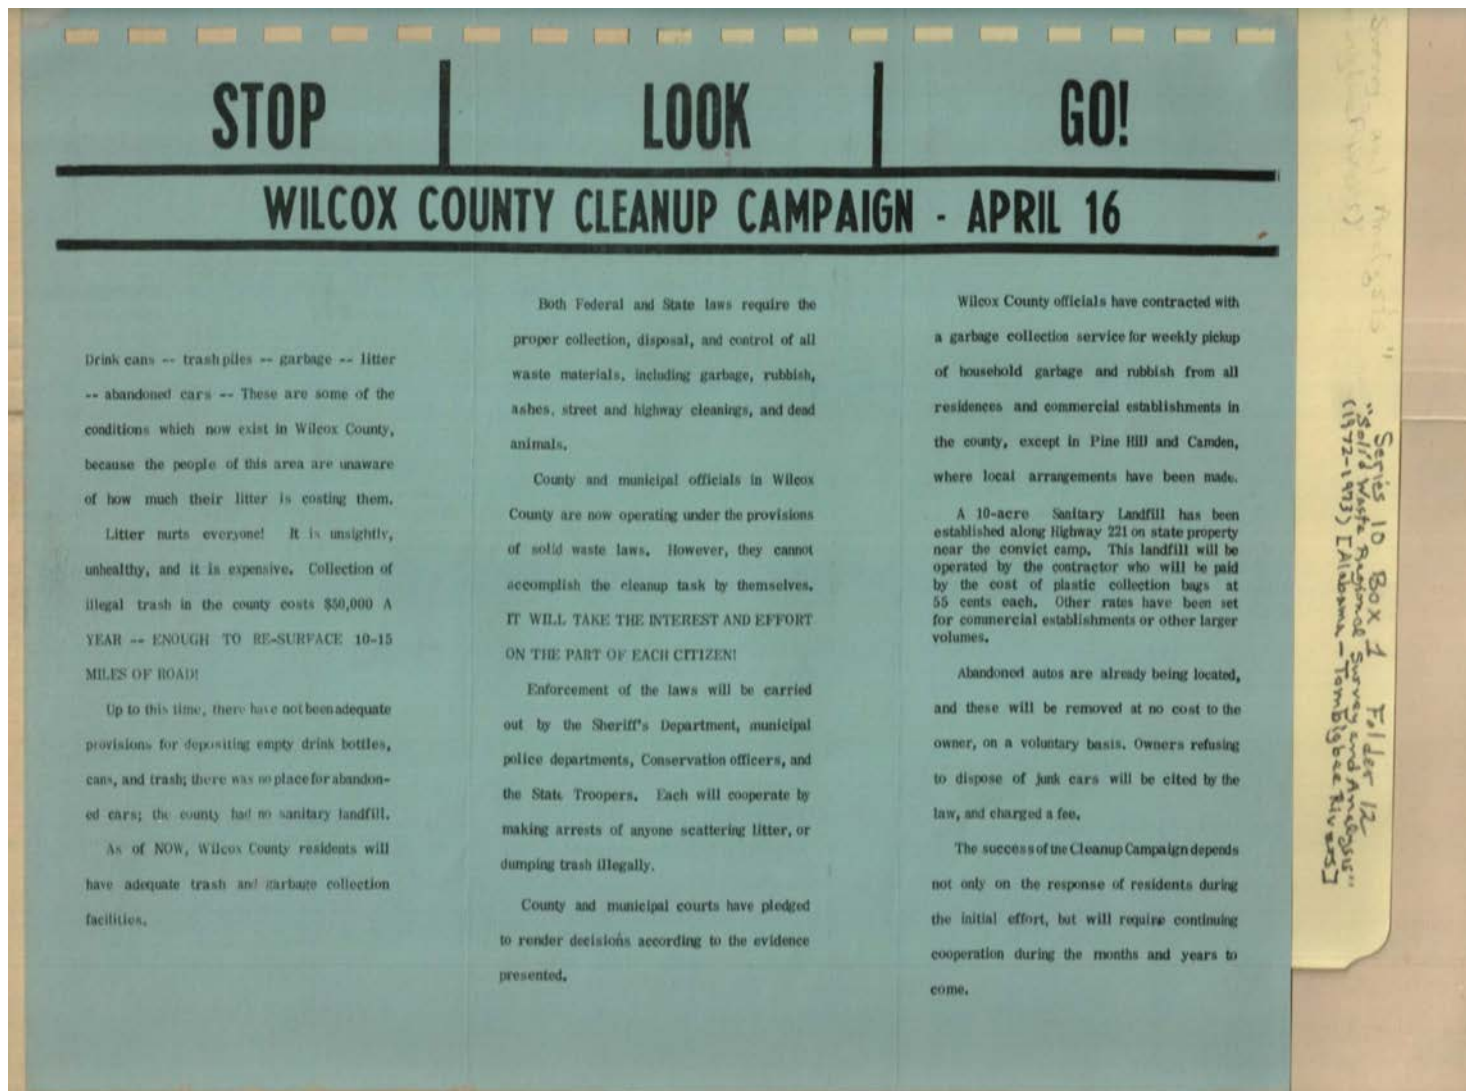 STOP
LOOK
GO!
WILCOX COUNTY CLEANUP CAMPAIGN - APRIL 16
Drink cans -- trash piles -- garbage -- litter
-- abandoned cars -- These are some of the
conditions which now exist in Wilcox County,
because the people of this area are unaware
of how much their litter is costing them.
Litter hurts everyone! It is unsightly,
unhealthy, and it is expensive. Collection of
illegal trash in the county costs $50,000 A
YEAR -- ENOUGH TO RE-SURFACE 10-15
MILES OF ROAD!
Up to this time, there have not been adequate
provisions for depositing empty drink bottles,
cans, and trash; there was no place for abandon-
ed cars; the county had no sanitary landfill.
As of NOW, Wilcox County residents will
have adequate trash and garbage collection
facilities.
Both Federal and State laws require the
proper collection, disposal, and control of all
waste materials, including garbage, rubbish,
ashes, street and highway cleanings, and dead
animals.
County and municipal officials in Wilcox
County are now operating under the provisions
of solid waste laws. However, they cannot
accomplish the cleanup task by themselves.
IT WILL TAKE THE INTEREST AND EFFORT
ON THE PART OF EACH CITIZEN!
Enforcement of the laws will be carried
out by the Sheriff's Department, municipal
police departments, Conservation officers, and
the State Troopers. Each will cooperate by
making arrests of anyone scattering litter, or
dumping trash illegally.
County and municipal courts have pledged
to render decisions according to the evidence
presented.
Wilcox County officials have contracted with
a garbage collection service for weekly pickup
of household garbage and rubbish from all
residences and commercial establishments in
the county, except in Pine Hill and Camden,
where local arrangements have been made.
A 10-acre Sanitary Landfill has been
established along Highway 221 on state property
near the convict camp. This landfill will be
operated by the contractor who will be paid
by the cost of plastic collection bags at
55 cents each. Other rates have been set
for commercial establishments or other larger
volumes.
Abandoned autos are already being located,
and these will be removed at no cost to the
owner, on a voluntary basis. Owners refusing
to dispose of junk cars will be cited by the
law, and charged a fee.
The success of the Cleanup Campaign depends
not only on the response of residents during
the initial effort, but will require continuing
cooperation during the months and years to
come.
Series 10 Box 1 Folder 12
"Solid Waste Regional Survey and Analysis"
(1972-1973) [Alabama-Tombigbee Rivers]
Survey and Analysis"